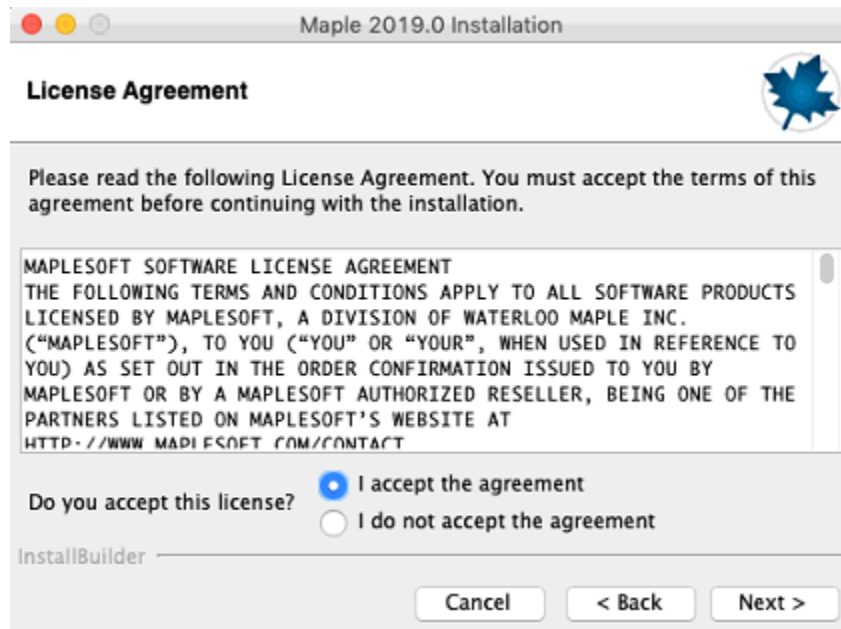 Maple 2019.0 Installation
License Agreement
Please read the following License Agreement. You must accept the terms of this
agreement before continuing with the installation.
MAPLESOFT SOFTWARE LICENSE AGREEMENT
THE FOLLOWING TERMS AND CONDITIONS APPLY TO ALL SOFTWARE PRODUCTS
LICENSED BY MAPLESOFT, A DIVISION OF WATERLOO MAPLE INC.
(“MAPLESOFT”), TO YOU (“YOU” OR “YOUR”, WHEN USED IN REFERENCE TO
YOU) AS SET OUT IN THE ORDER CONFIRMATION ISSUED TO YOU BY
MAPLESOFT OR BY A MAPLESOFT AUTHORIZED RESELLER, BEING ONE OF THE
PARTNERS LISTED ON MAPLESOFT’S WEBSITE AT
HTTP://WWW.MAPLESOFT.COM/CONTACT
Do you accept this license?
I accept the agreement
I do not accept the agreement
InstallBuilder
Cancel
< Back
Next >